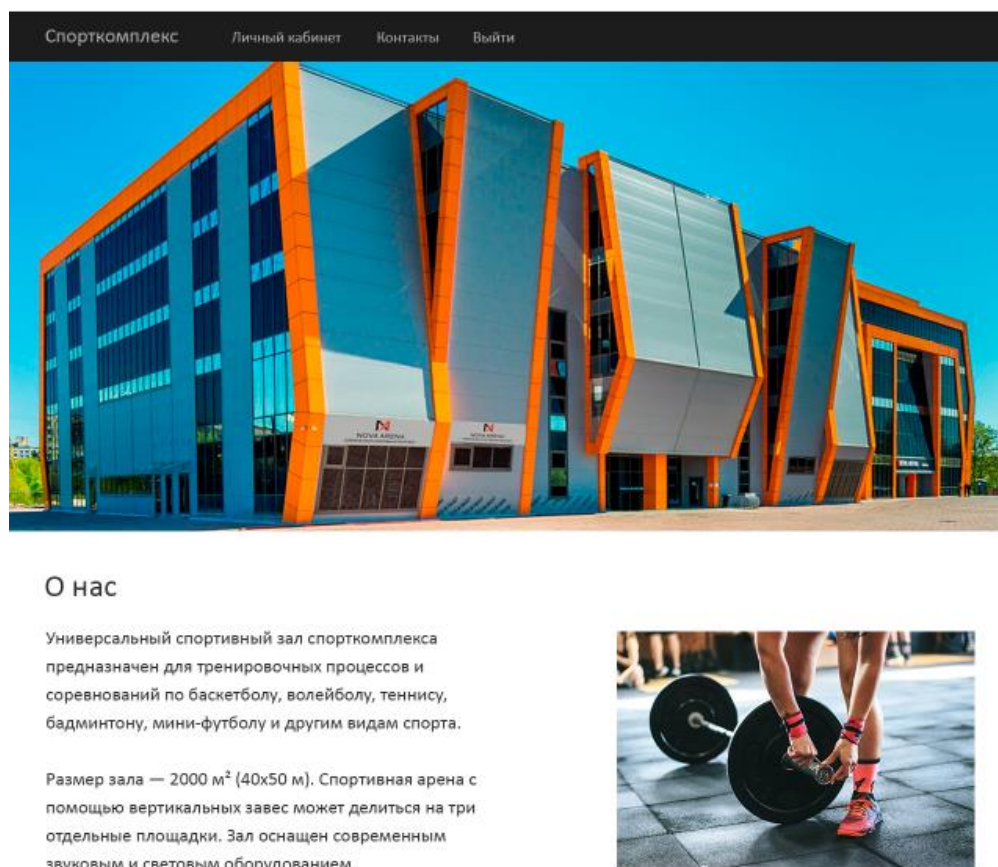 Спорткомплекс Личный кабинет Контакты Выйти
NOVA ARENA
NOVA ARENA
О нас
Универсальный спортивный зал спорткомплекса
предназначен для тренировочных процессов и
соревнований по баскетболу, волейболу, теннису,
бадминтону, мини-футболу и другим видам спорта.
Размер зала — 2000 м² (40х50 м). Спортивная арена с
помощью вертикальных завес может делиться на три
отдельные площадки. Зал оснащен современным
звуковым и световым оборудованием